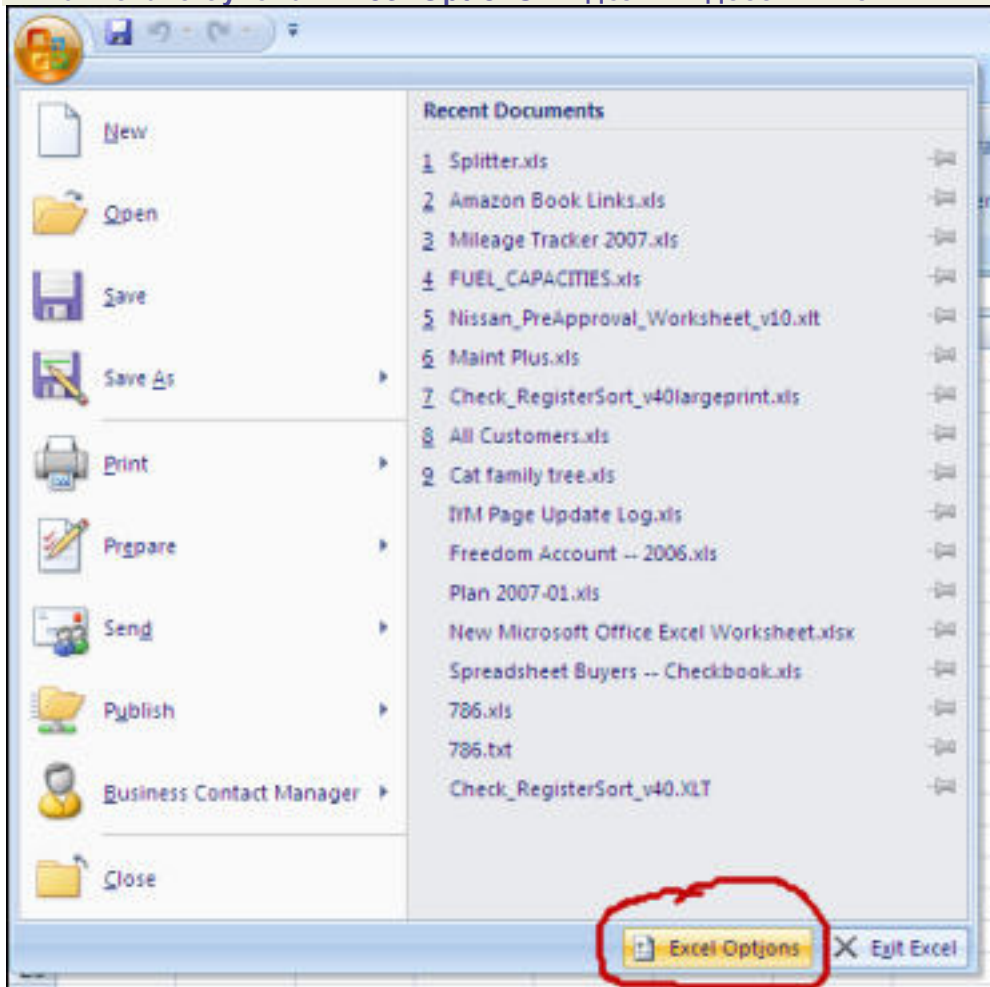 New
Open
Save
Save As
Print
Prepare
Send
Publish
Business Contact Manager
Close
Recent Documents
1 Splitter.xls
2 Amazon Book Links.xls
3 Mileage Tracker 2007.xls
4 FUEL_CAPACITIES.xls
5 Nissan_PreApproval_Worksheet_v10.xlt
6 Maint Plus.xls
7 Check_RegisterSort_v40largeprint.xls
8 All Customers.xls
9 Cat family tree.xls
IYM Page Update Log.xls
Freedom Account -- 2006.xls
Plan 2007-01.xls
New Microsoft Office Excel Worksheet.xlsx
Spreadsheet Buyers -- Checkbook.xls
786.xls
786.txt
Check_RegisterSort_v40.XLT
Excel Options
Exit Excel